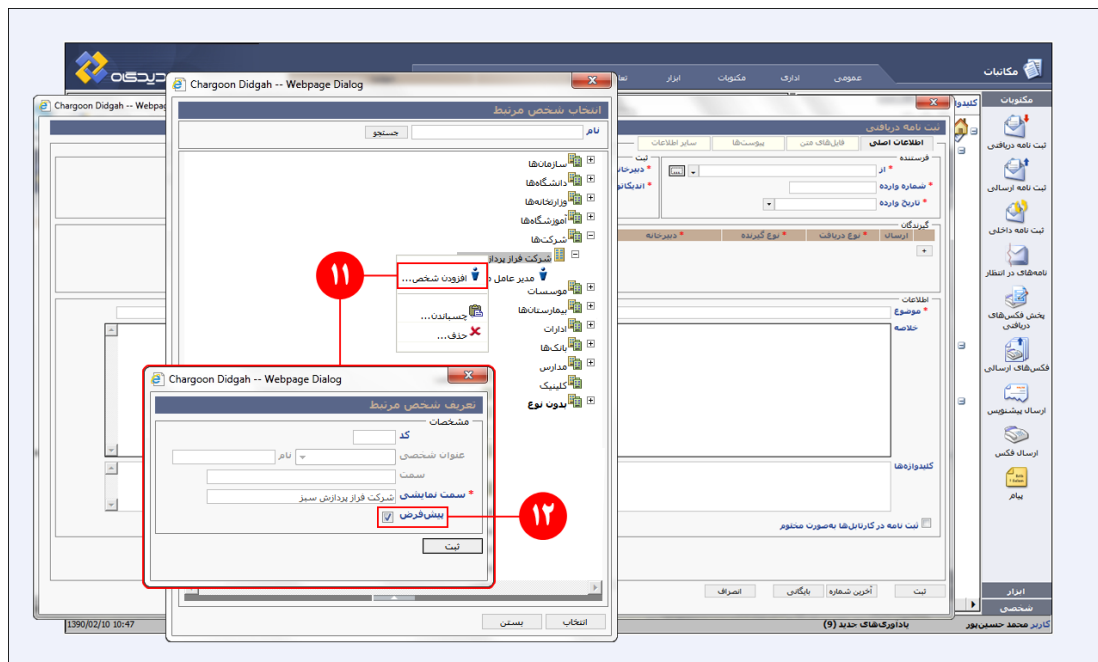 مکاتبات
عمومی
اداری
مکتوبات
ابزار
دیدگاه
Chargoon Didgah -- Webpage Dialog
انتخاب شخص مرتبط
نام
جستجو
سازمان‌ها
دانشگاه‌ها
وزارتخانه‌ها
آموزشگاه‌ها
شرکت‌ها
شرکت فراز پرداز
مدیر عامل
موسسات
بیمارستان‌ها
ادارات
بانک‌ها
مدارس
کلینیک
بدون نوع
افزودن شخص...
چسباندن...
حذف...
۱۱
انتخاب
بستن
Chargoon Didgah -- Webpage Dialog
تعریف شخص مرتبط
مشخصات
کد
عنوان شخصی
نام
سمت
* سمت نمایشی
شرکت فراز پردازش سبز
پیش‌فرض
ثبت
۱۲
Chargoon Didgah -- Webpag
ثبت نامه دریافتی
اطلاعات اصلی
فایل‌های متن
پیوست‌ها
سایر اطلاعات
فرستنده
* از
* شماره وارده
* تاریخ وارده
ثبت
گیرندگان
ارسال
* نوع دریافت
* نوع گیرنده
* دبیرخانه
اطلاعات
* موضوع
خلاصه
کلیدواژه‌ها
ثبت نامه در کارتابل‌ها به‌صورت مختوم
ثبت
آخرین شماره
بایگانی
انصراف
مکتوبات
ثبت نامه دریافتی
ثبت نامه ارسالی
ثبت نامه داخلی
نامه‌های در انتظار
پخش فکس‌های دریافتی
فکس‌های ارسالی
ارسال پیشنویس
ارسال فکس
پیام
ابزار
شخصی
کاربر محمد حسین‌پور
یادآوری‌های جدید (9)
1390/02/10 10:47